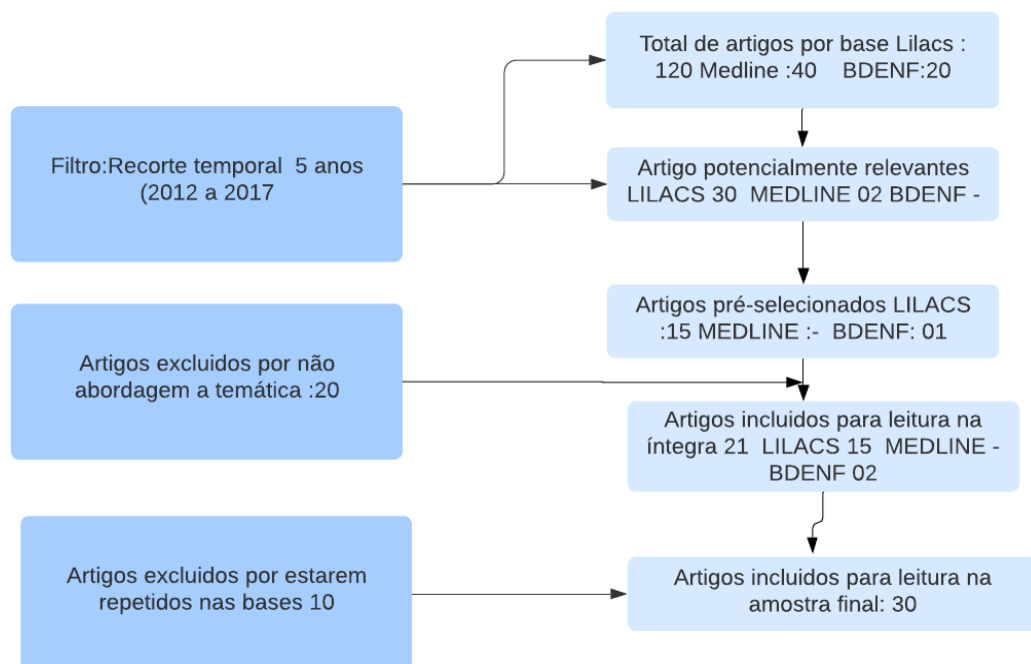 Total de artigos por base Lilacs :
120 Medline :40 BDENF:20
Filtro:Recorte temporal 5 anos
(2012 a 2017
Artigo potencialmente relevantes
LILACS 30 MEDLINE 02 BDENF -
Artigos pré-selecionados LILACS
:15 MEDLINE :- BDENF: 01
Artigos excluidos por não
abordagem a temática :20
Artigos incluidos para leitura na
íntegra 21 LILACS 15 MEDLINE -
BDENF 02
Artigos excluidos por estarem
repetidos nas bases 10
Artigos incluidos para leitura na
amostra final: 30